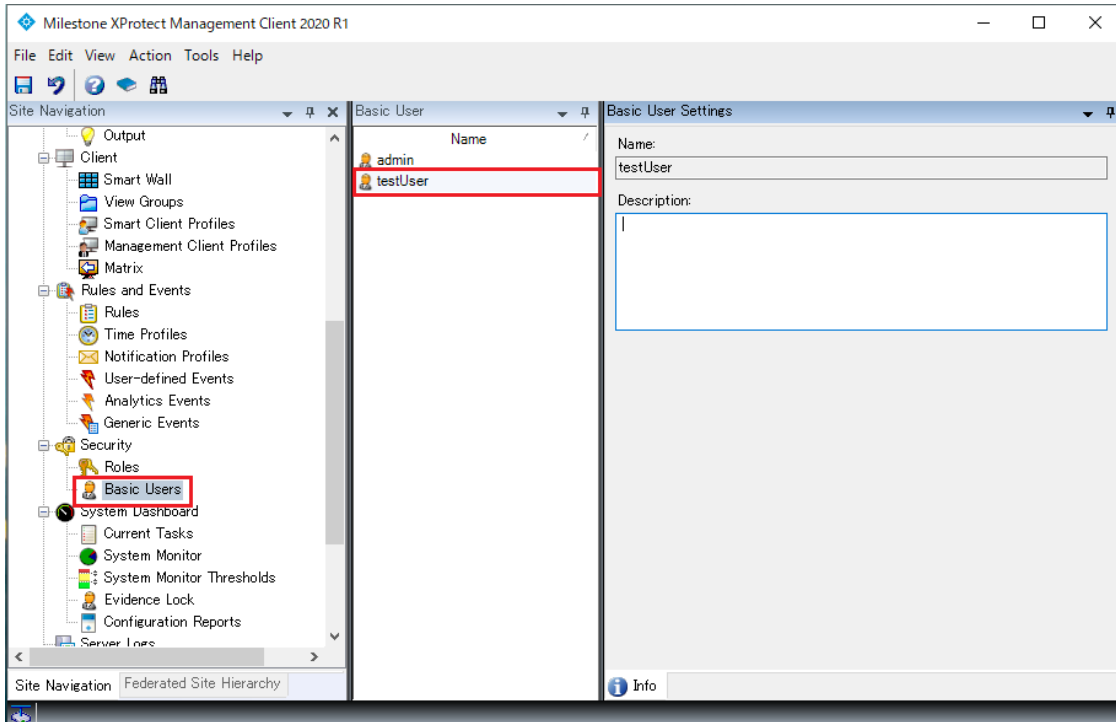 Milestone XProtect Management Client 2020 R1
File Edit View Action Tools Help
Site Navigation
Output
Client
Smart Wall
View Groups
Smart Client Profiles
Management Client Profiles
Matrix
Rules and Events
Rules
Time Profiles
Notification Profiles
User-defined Events
Analytics Events
Generic Events
Security
Roles
Basic Users
System Dashboard
Current Tasks
System Monitor
System Monitor Thresholds
Evidence Lock
Configuration Reports
Server Logs
Site Navigation Federated Site Hierarchy
Basic User
Name
admin
testUser
Basic User Settings
Name:
testUser
Description:
Info